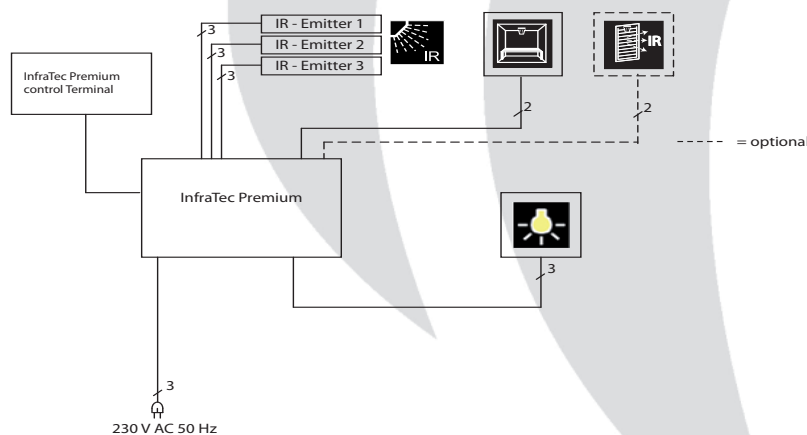 IR - Emitter 1
IR - Emitter 2
IR - Emitter 3
3
3
3
IR
IR
InfraTec Premium
control Terminal
2
2
= optional
InfraTec Premium
3
3
230 V AC 50 Hz